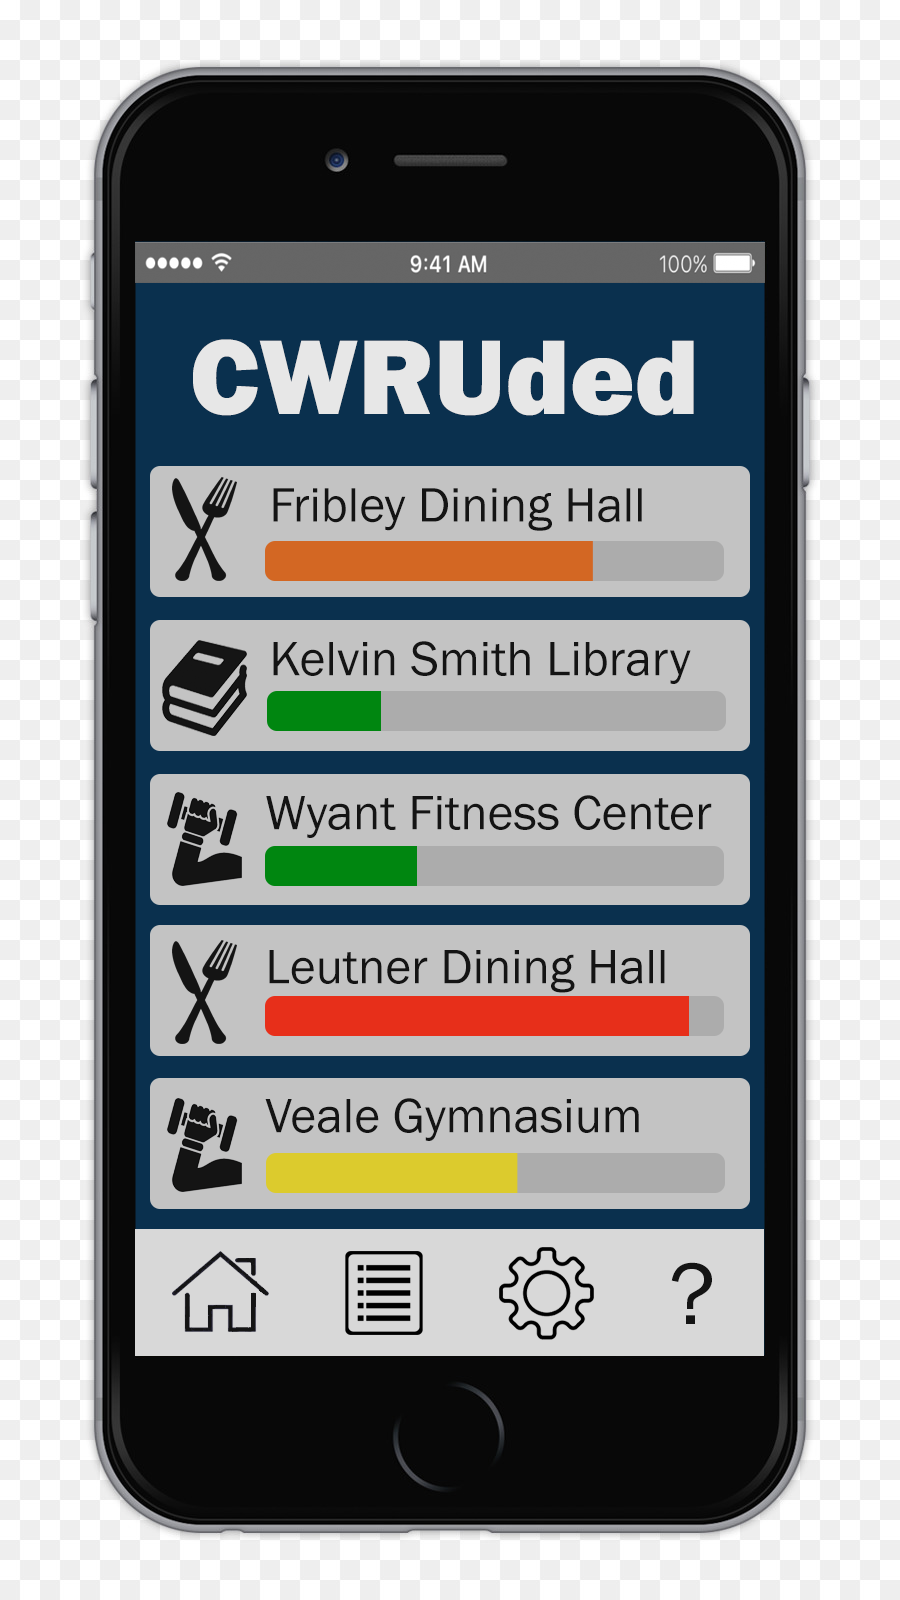 9:41 AM 100%
CWRUded
Fribley Dining Hall
Kelvin Smith Library
Wyant Fitness Center
Leutner Dining Hall
Veale Gymnasium
?